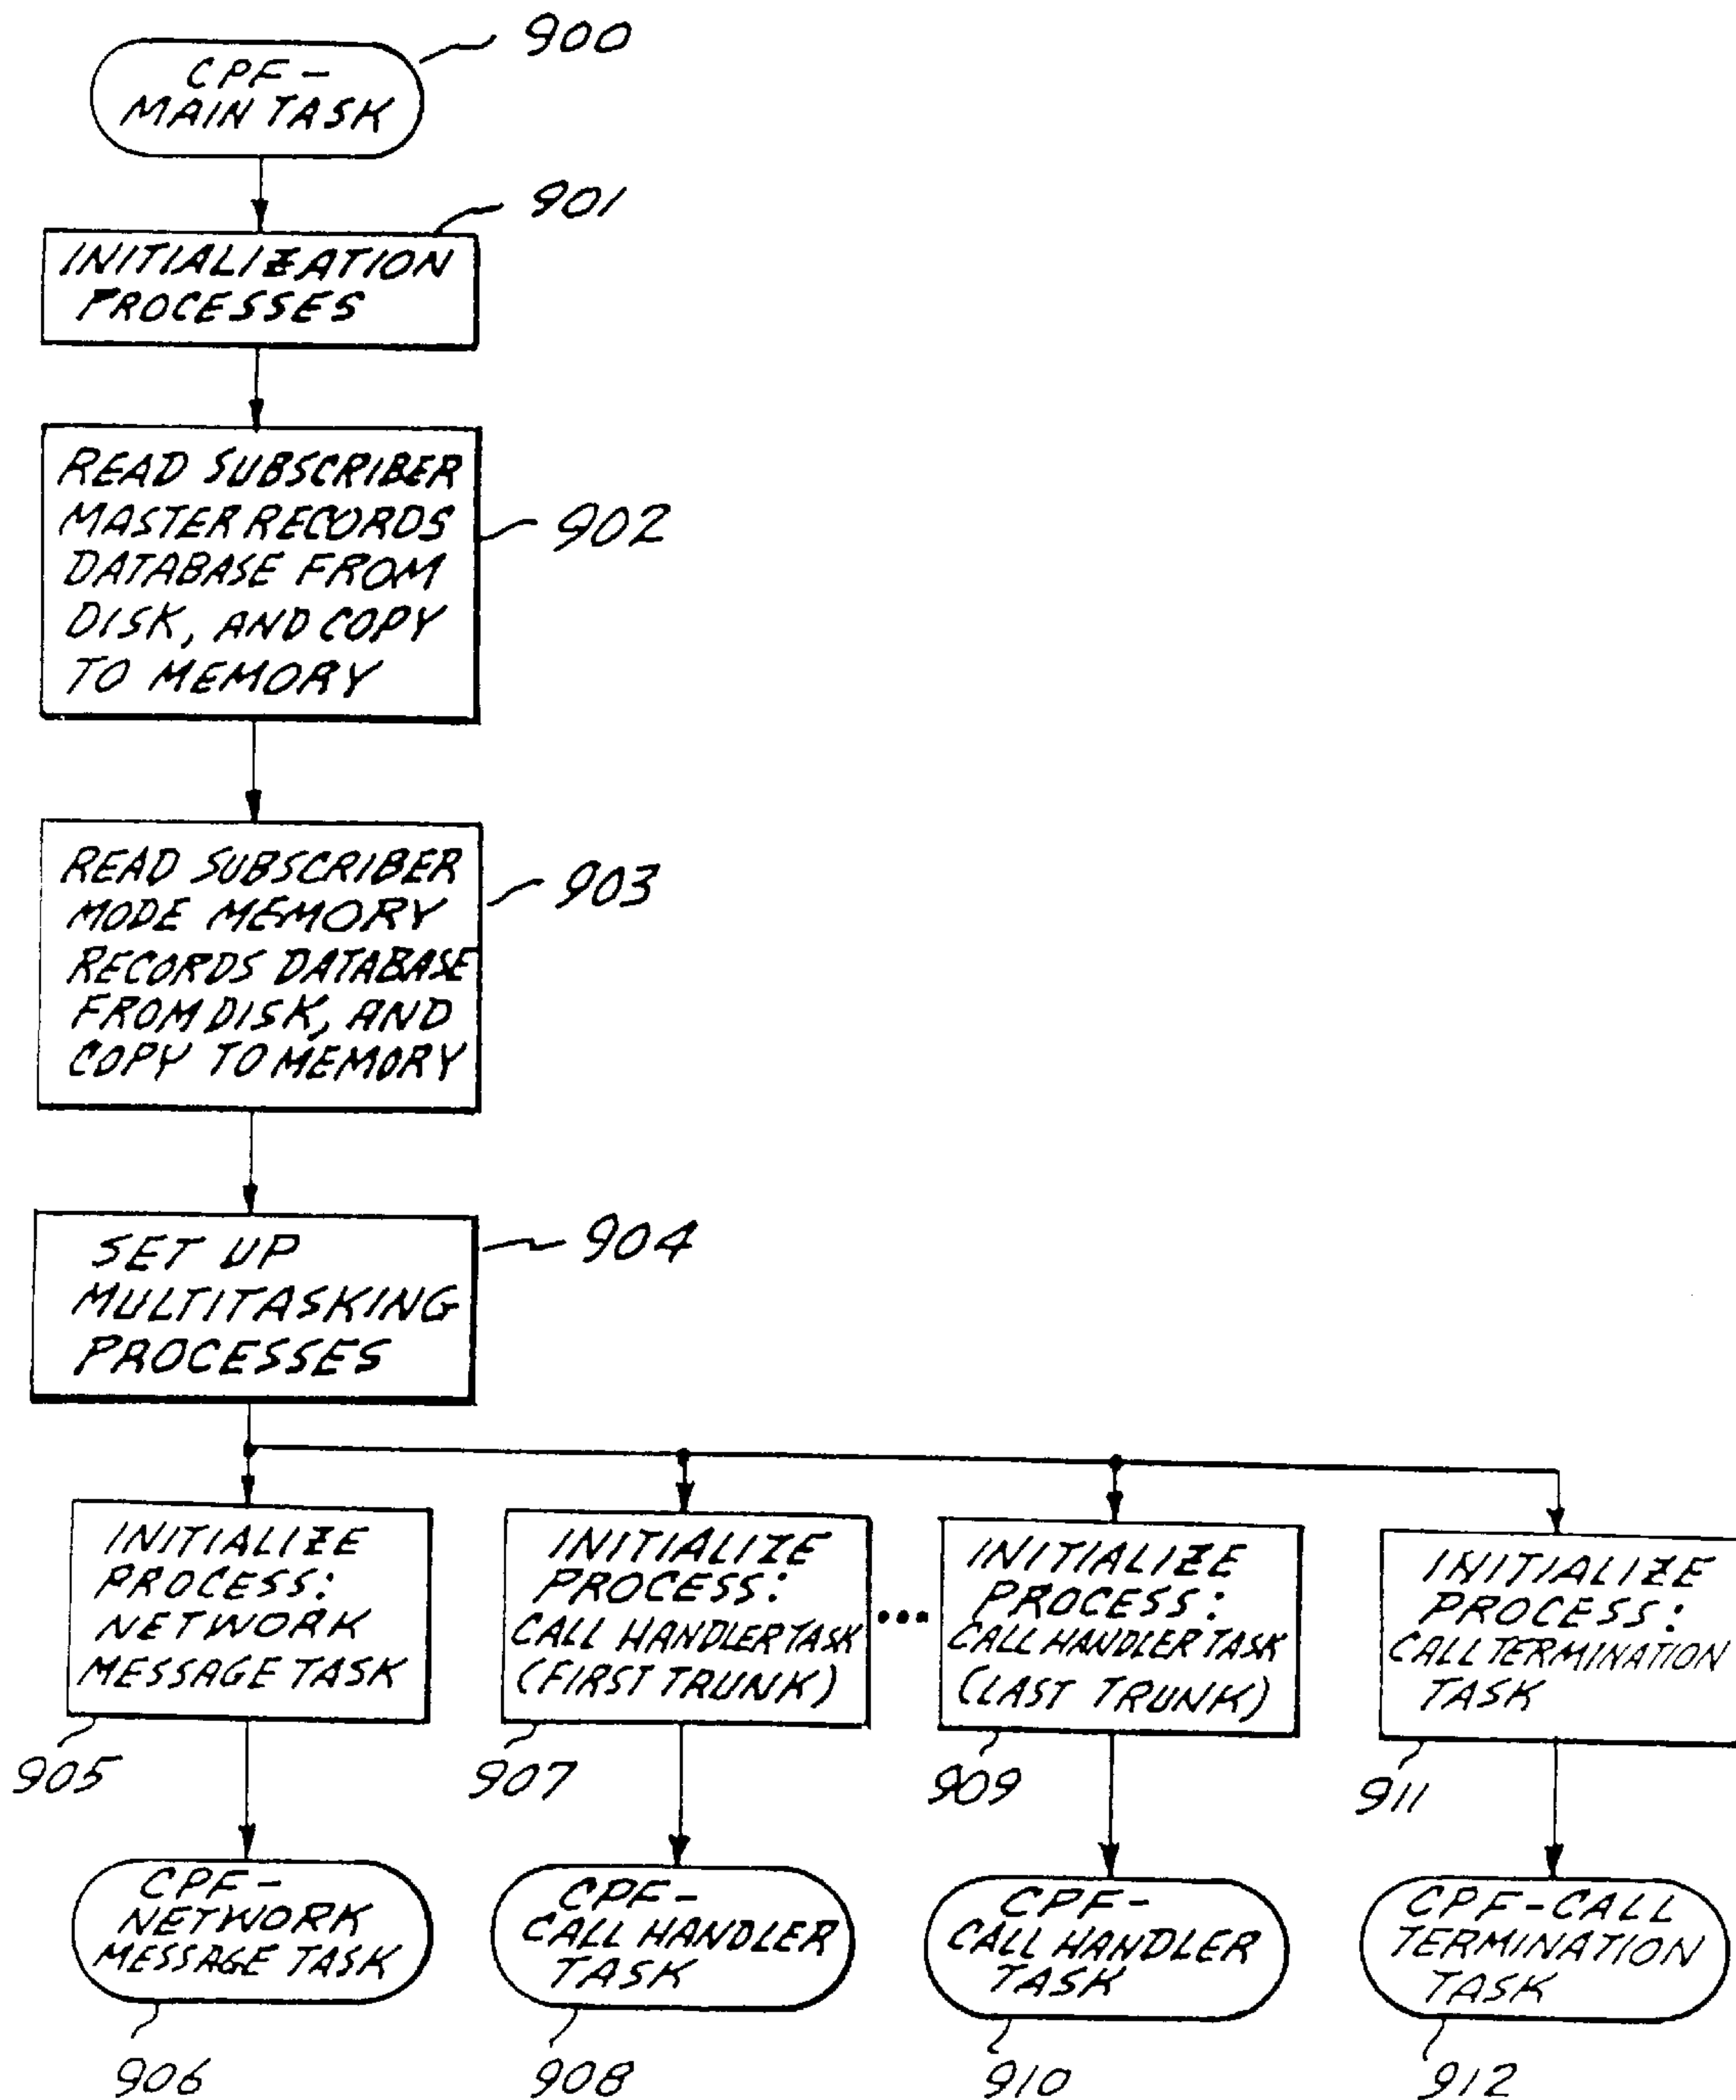 900
CPF-
MAIN TASK
901
INITIALIZATION
PROCESSES
READ SUBSCRIBER
MASTER RECORDS
DATABASE FROM
DISK, AND COPY
TO MEMORY
902
READ SUBSCRIBER
MODE MEMORY
RECORDS DATABASE
FROM DISK, AND
COPY TO MEMORY
903
SET UP
MULTITASKING
PROCESSES
904
INITIALIZE
PROCESS:
NETWORK
MESSAGE TASK
905
INITIALIZE
PROCESS:
CALL HANDLER TASK
(FIRST TRUNK)
907
...
INITIALIZE
PROCESS:
CALL HANDLER TASK
(LAST TRUNK)
909
INITIALIZE
PROCESS:
CALL TERMINATION
TASK
911
CPF-
NETWORK
MESSAGE TASK
906
CPF-
CALL HANDLER
TASK
908
CPF-
CALL HANDLER
TASK
910
CPF-CALL
TERMINATION
TASK
912